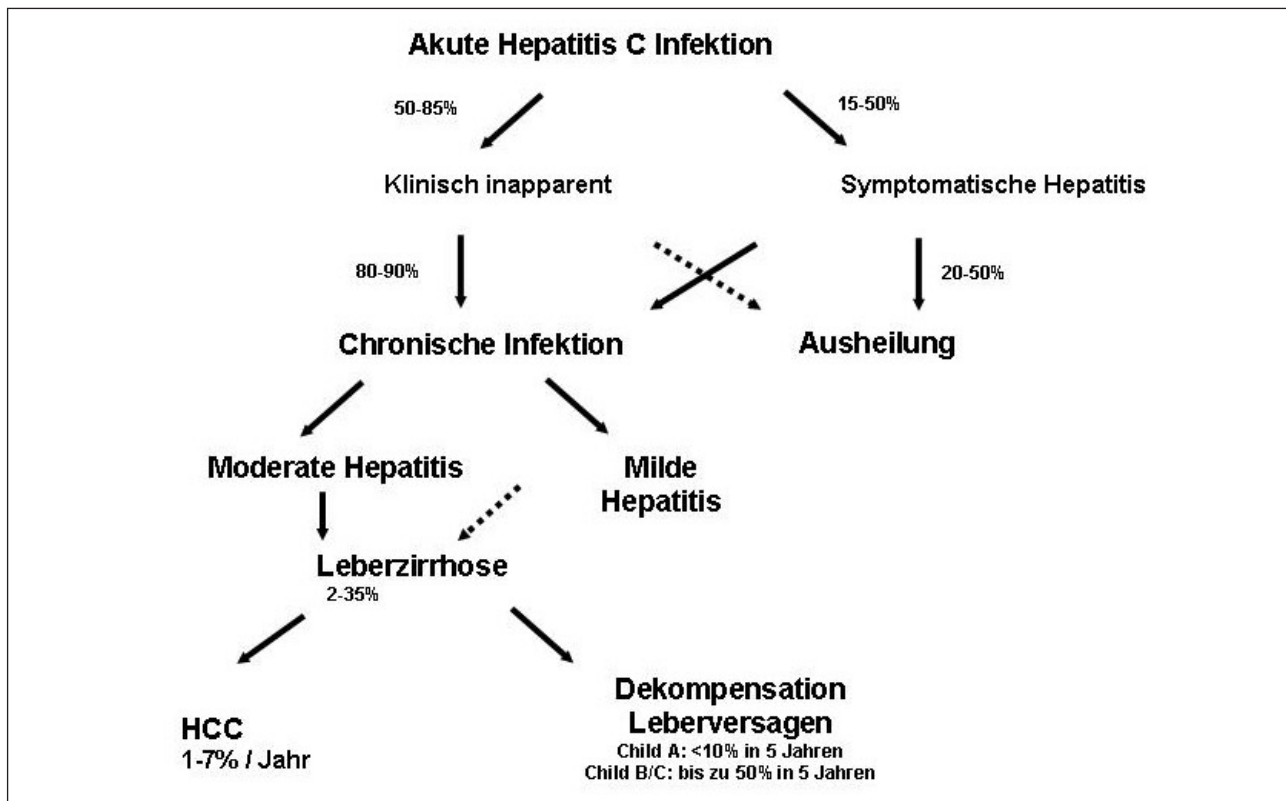 Akute Hepatitis C Infektion
50-85%
15-50%
Klinisch inapparent
Symptomatische Hepatitis
80-90%
20-50%
Chronische Infektion
Ausheilung
Moderate Hepatitis
Milde
Hepatitis
Leberzirrhose
2-35%
HCC
1-7% / Jahr
Dekompensation
Leberversagen
Child A: <10% in 5 Jahren
Child B/C: bis zu 50% in 5 Jahren